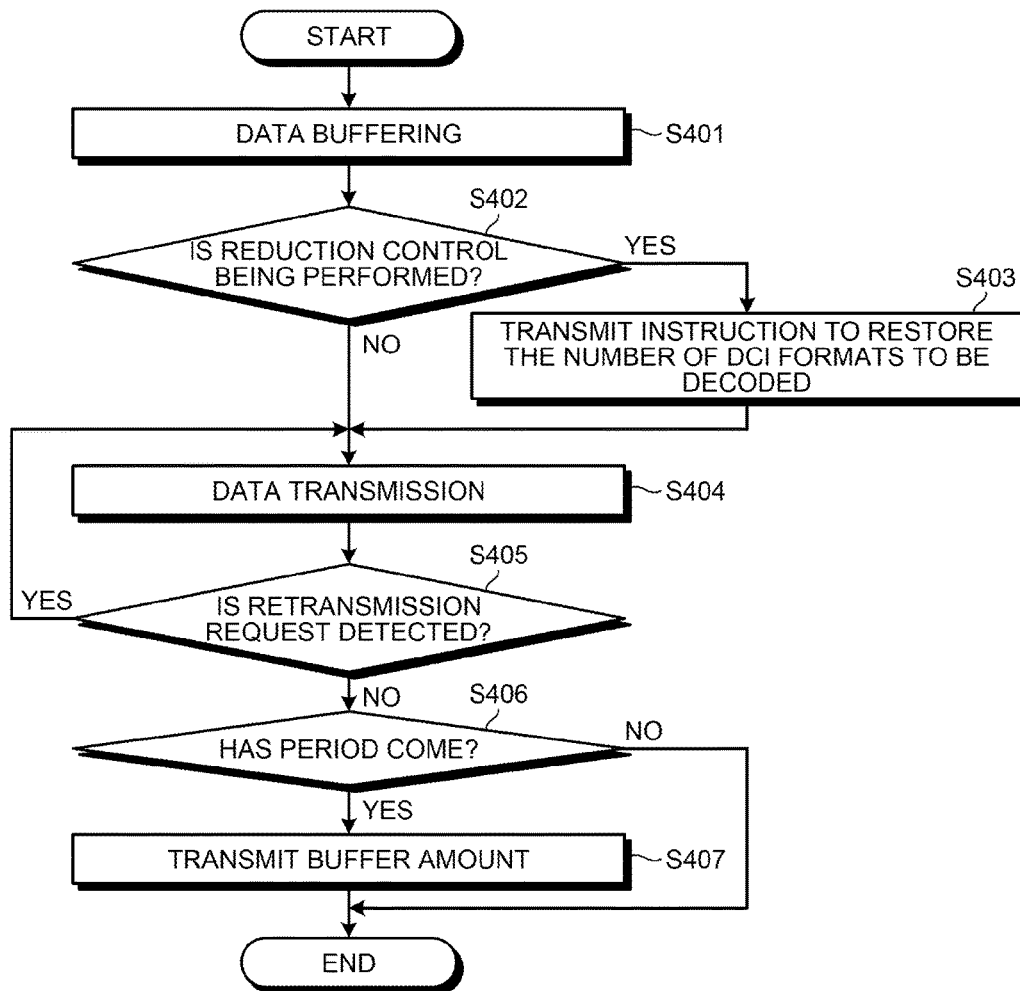 START
DATA BUFFERING
S401
S402
IS REDUCTION CONTROL
BEING PERFORMED?
YES
NO
S403
TRANSMIT INSTRUCTION TO RESTORE
THE NUMBER OF DCI FORMATS TO BE
DECODED
DATA TRANSMISSION
S404
S405
IS RETRANSMISSION
REQUEST DETECTED?
YES
NO
S406
HAS PERIOD COME?
NO
YES
TRANSMIT BUFFER AMOUNT
S407
END